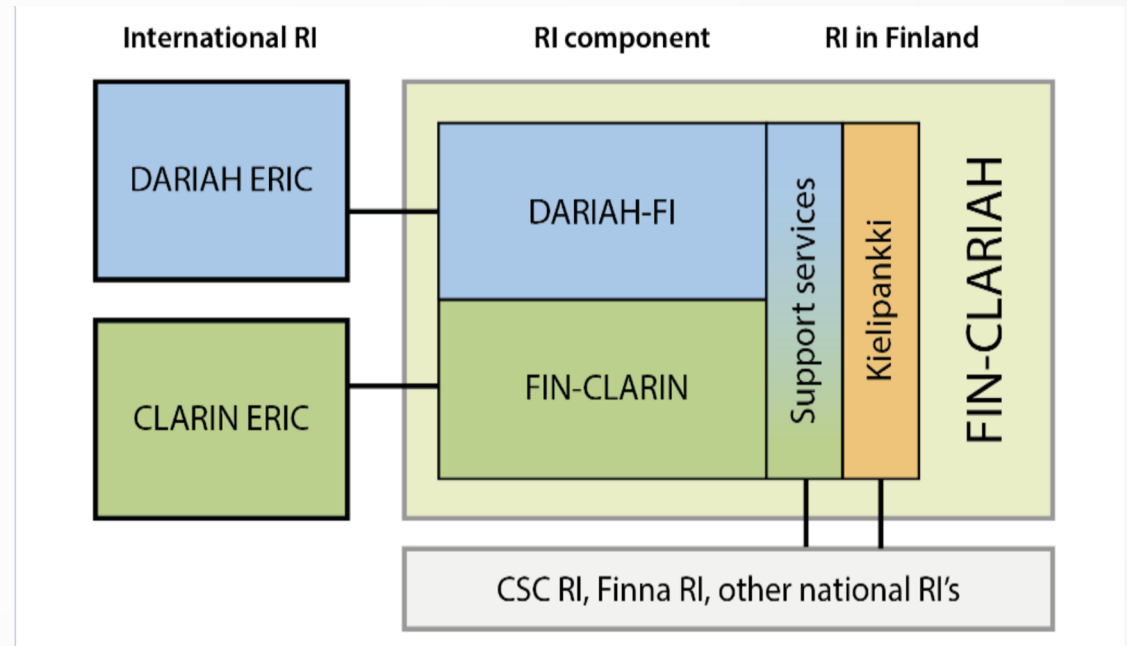 International RI
RI component
RI in Finland
DARIAH ERIC
DARIAH-FI
CLARIN ERIC
FIN-CLARIN
Support services
Kielipankki
FIN-CLARIAH
CSC RI, Finna RI, other national RI's